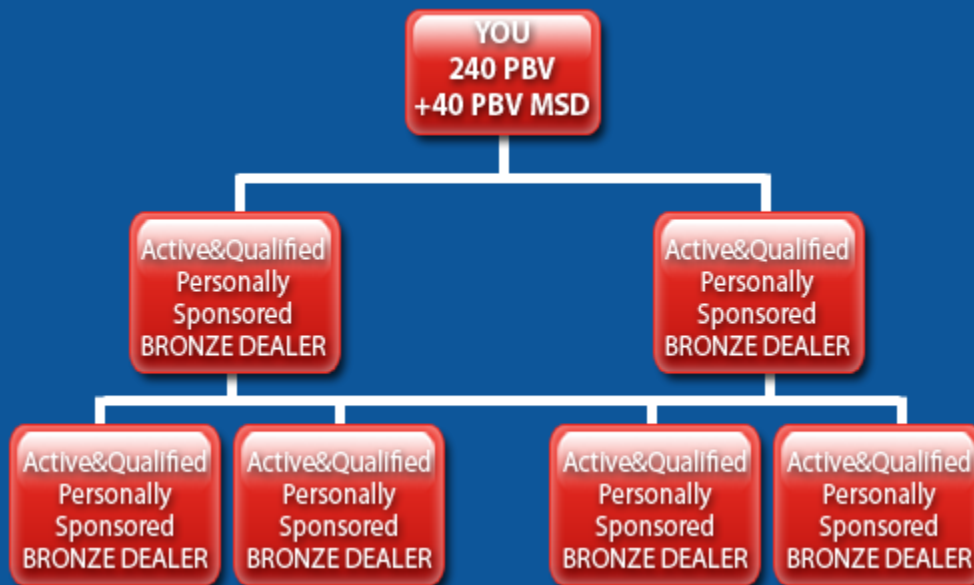 YOU
240 PBV
+40 PBV MSD
Active&Qualified
Personally
Sponsored
BRONZE DEALER
Active&Qualified
Personally
Sponsored
BRONZE DEALER
Active&Qualified
Personally
Sponsored
BRONZE DEALER
Active&Qualified
Personally
Sponsored
BRONZE DEALER
Active&Qualified
Personally
Sponsored
BRONZE DEALER
Active&Qualified
Personally
Sponsored
BRONZE DEALER